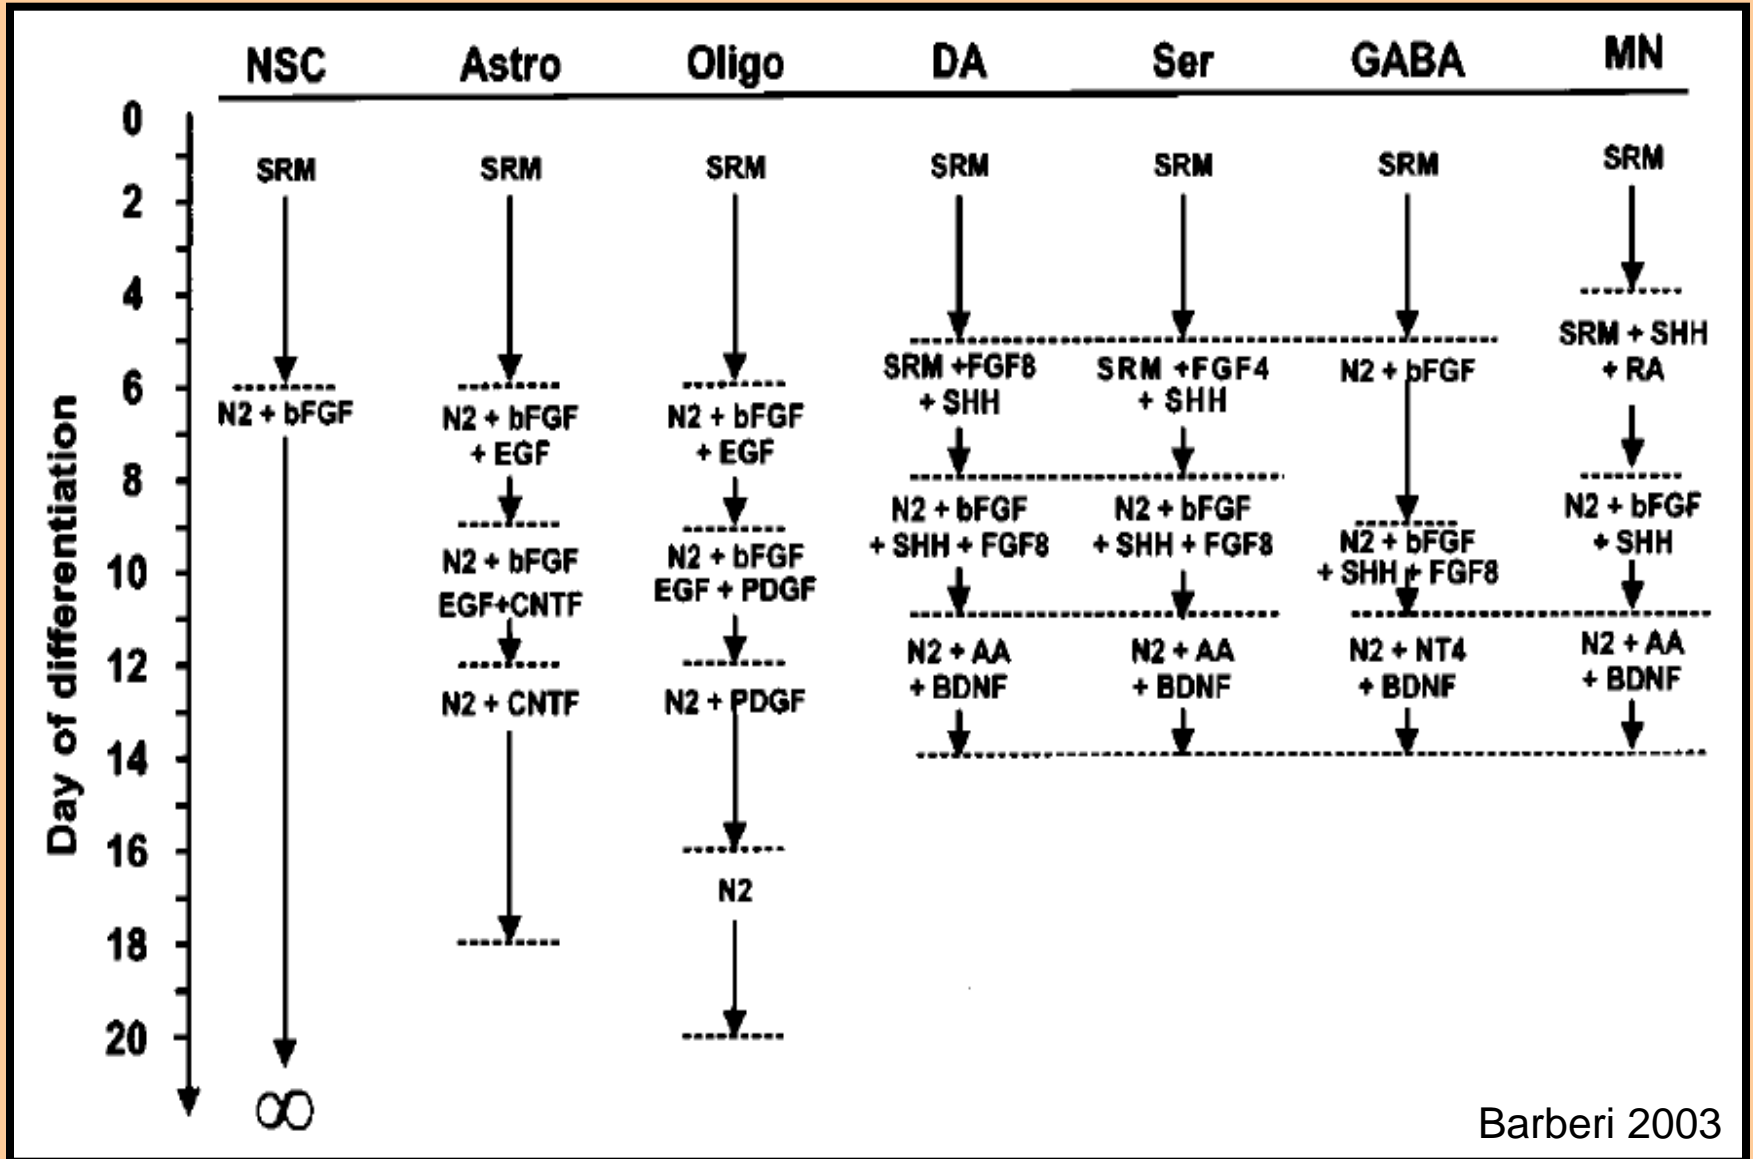 NSC Astro Oligo DA Ser GABA MN
Day of differentiation
0
2
4
6
8
10
12
14
16
18
20
SRM
N2 + bFGF
∞
SRM
N2 + bFGF
+ EGF
N2 + bFGF
EGF+CNTF
N2 + CNTF
SRM
N2 + bFGF
+ EGF
N2 + bFGF
EGF + PDGF
N2 + PDGF
N2
SRM
SRM +FGF8
+ SHH
N2 + bFGF
+ SHH + FGF8
N2 + AA
+ BDNF
SRM
SRM +FGF4
+ SHH
N2 + bFGF
+ SHH + FGF8
N2 + AA
+ BDNF
SRM
N2 + bFGF
N2 + bFGF
+ SHH + FGF8
N2 + NT4
+ BDNF
SRM
SRM + SHH
+ RA
N2 + bFGF
+ SHH
N2 + AA
+ BDNF
Barberi 2003